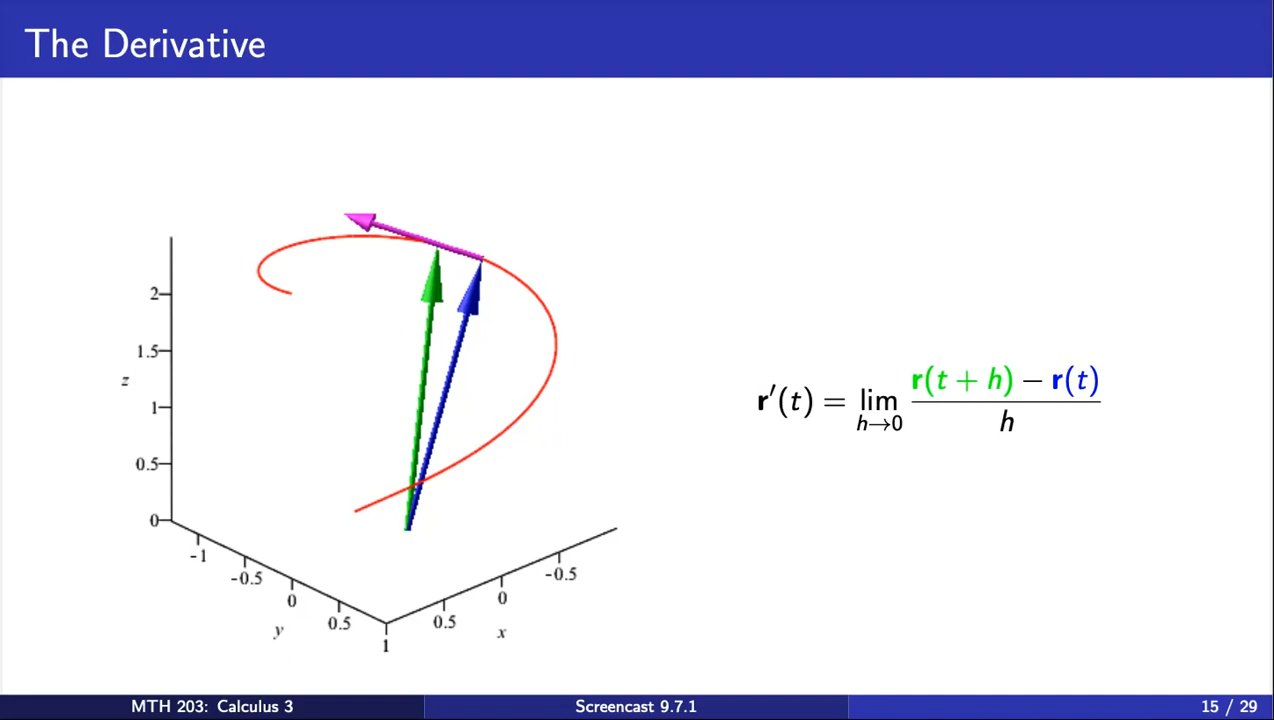 The Derivative
2
1.5
z
1
0.5
0
-1
-0.5
0
y
0.5
1
0.5
x
0
-0.5
r′(t) = lim h→0 r(t + h) − r(t) / h
MTH 203: Calculus 3
Screencast 9.7.1
15 / 29